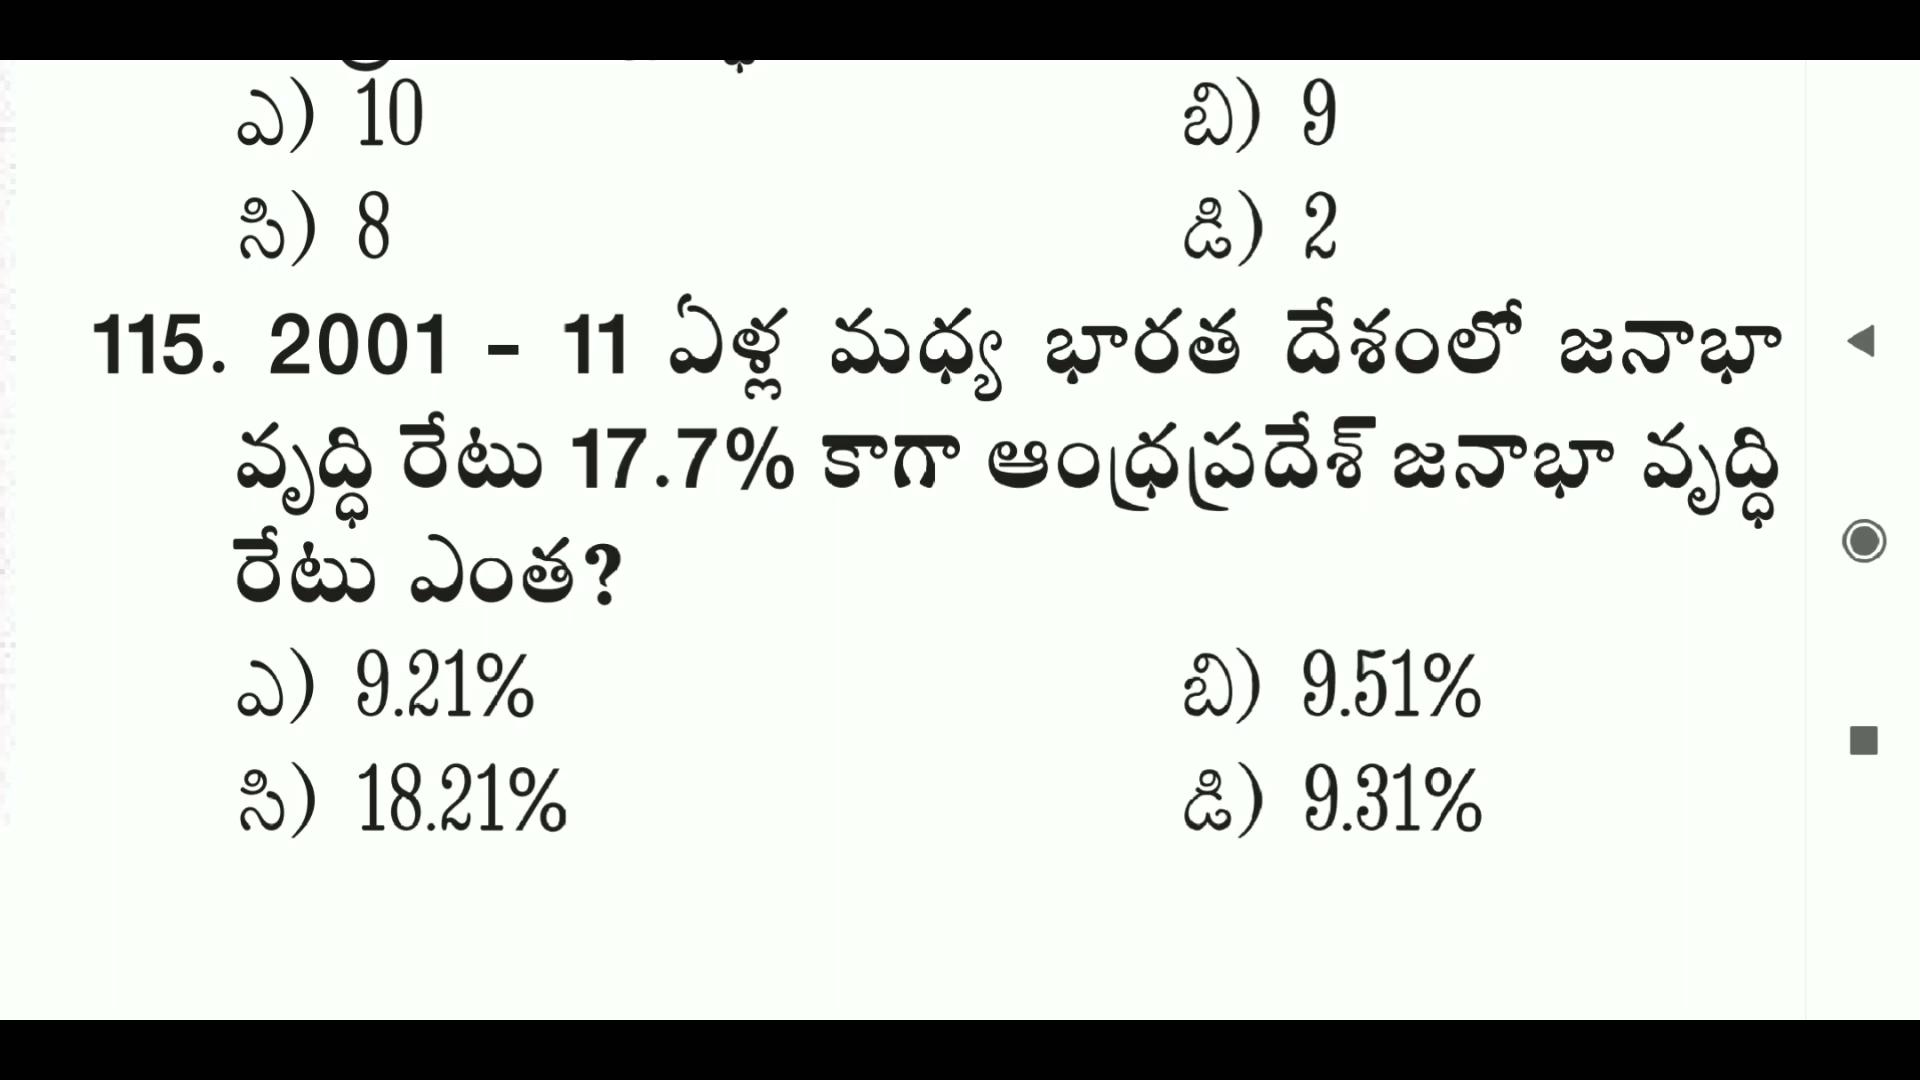 ఎ) 10 బి) 9
సి) 8 డి) 2
115. 2001 - 11 ఏళ్ల మధ్య భారత దేశంలో జనాభా
వృద్ధి రేటు 17.7% కాగా ఆంధ్రప్రదేశ్ జనాభా వృద్ధి
రేటు ఎంత?
ఎ) 9.21% బి) 9.51%
సి) 18.21% డి) 9.31%